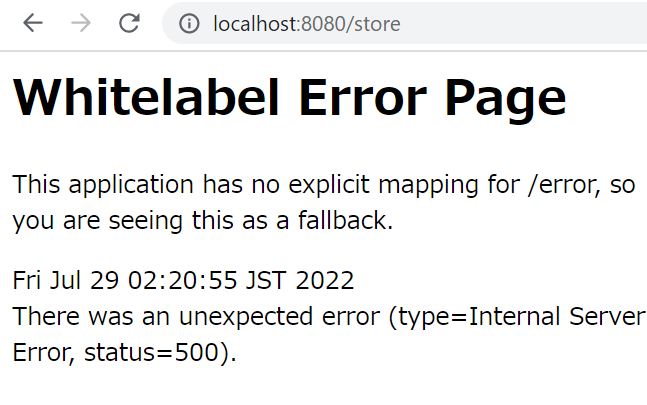 localhost:8080/store
Whitelabel Error Page
This application has no explicit mapping for /error, so
you are seeing this as a fallback.
Fri Jul 29 02:20:55 JST 2022
There was an unexpected error (type=Internal Server
Error, status=500).